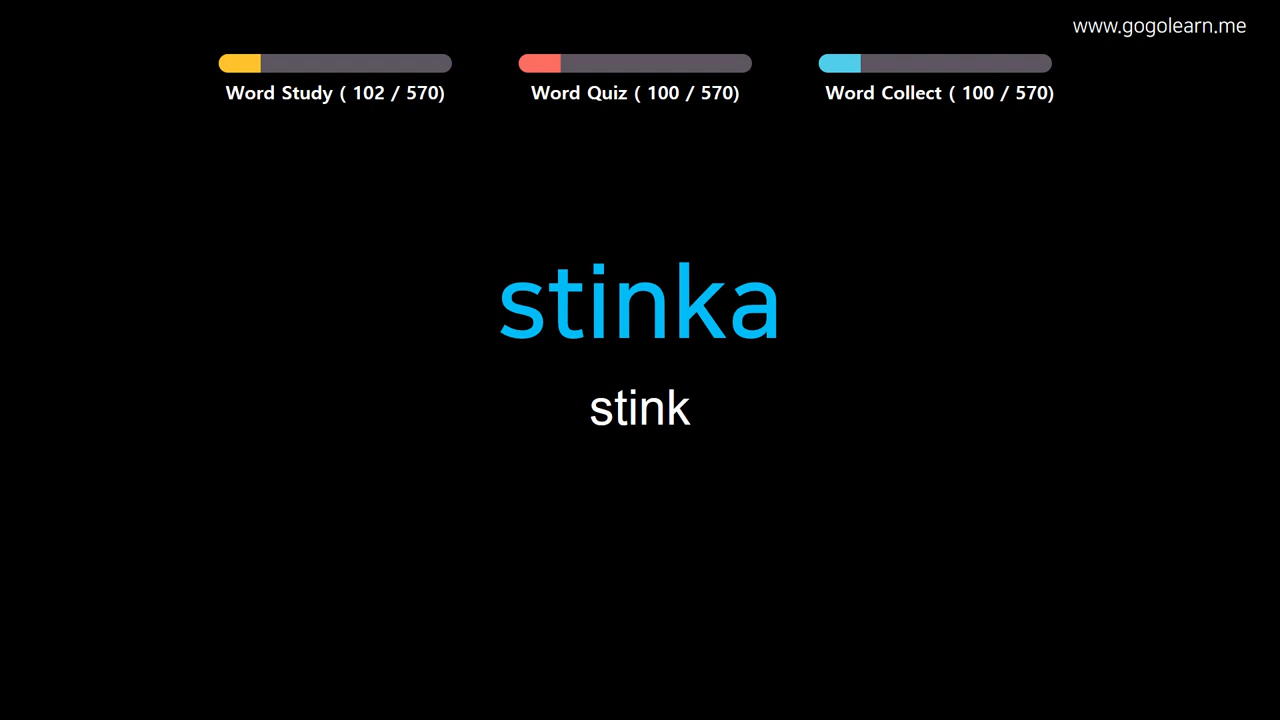 www.gogolearn.me
Word Study ( 102 / 570)
Word Quiz ( 100 / 570)
Word Collect ( 100 / 570)
stinka
stink